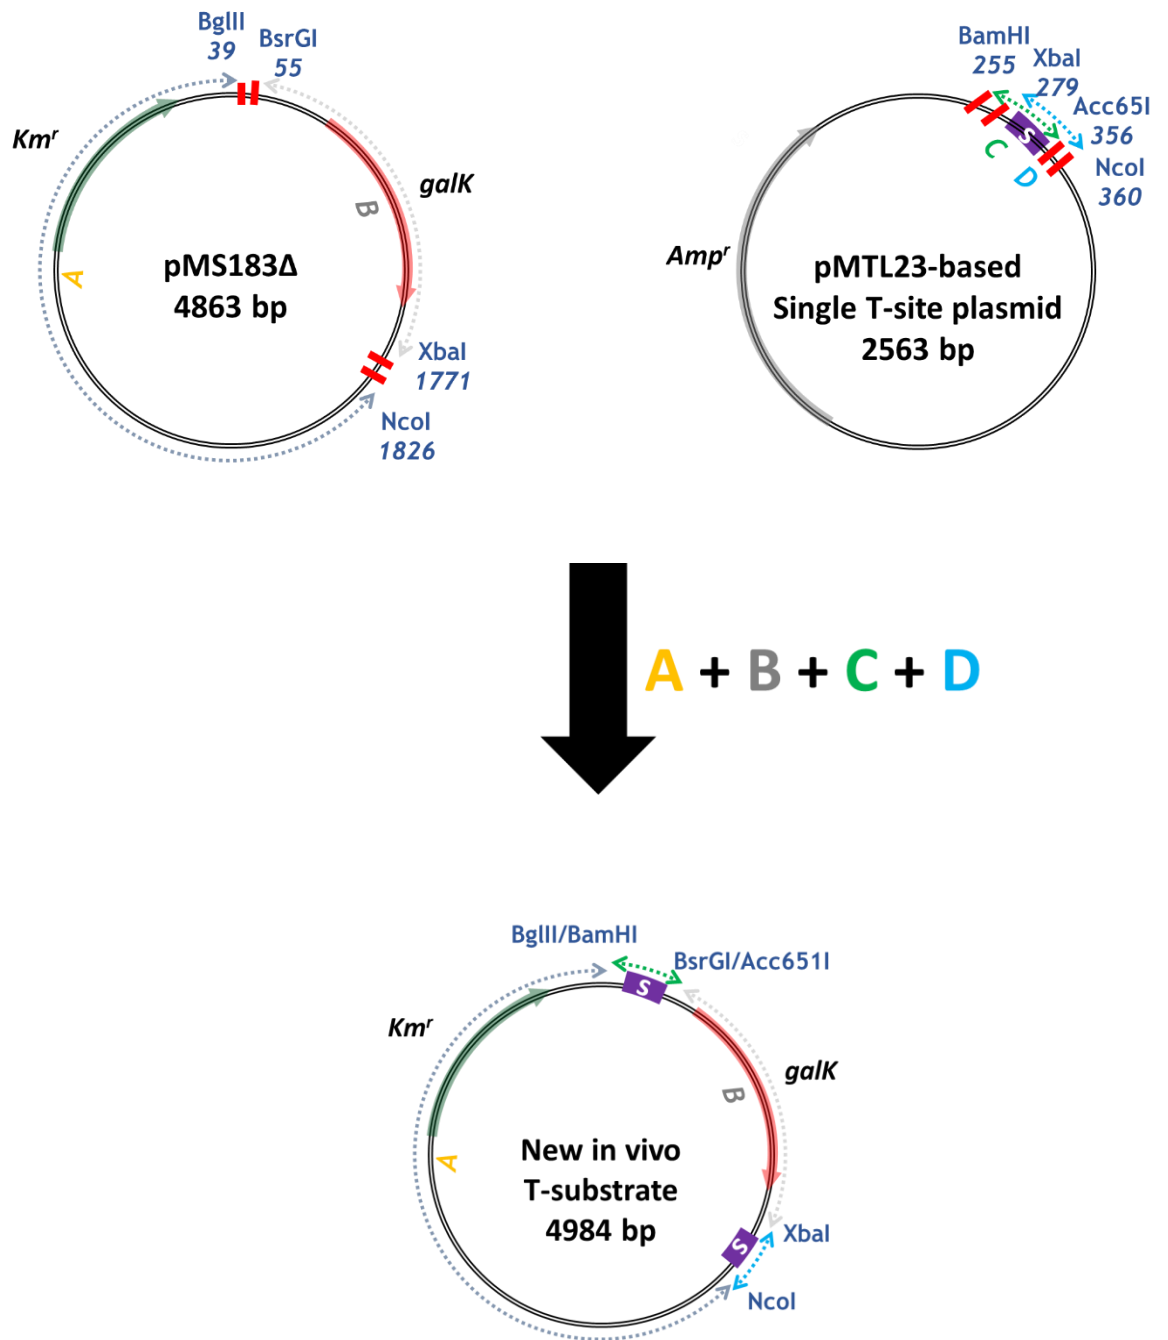 BglII
39
BsrGI
55
Km^r
galK
B
A
pMS183Δ
4863 bp
XbaI
1771
NcoI
1826
BamHI
255
XbaI
279
Acc65I
356
NcoI
360
S
C
D
Amp^r
pMTL23-based
Single T-site plasmid
2563 bp
A + B + C + D
BglII/BamHI
BsrGI/Acc651I
S
Km^r
galK
B
A
New in vivo
T-substrate
4984 bp
S
XbaI
NcoI